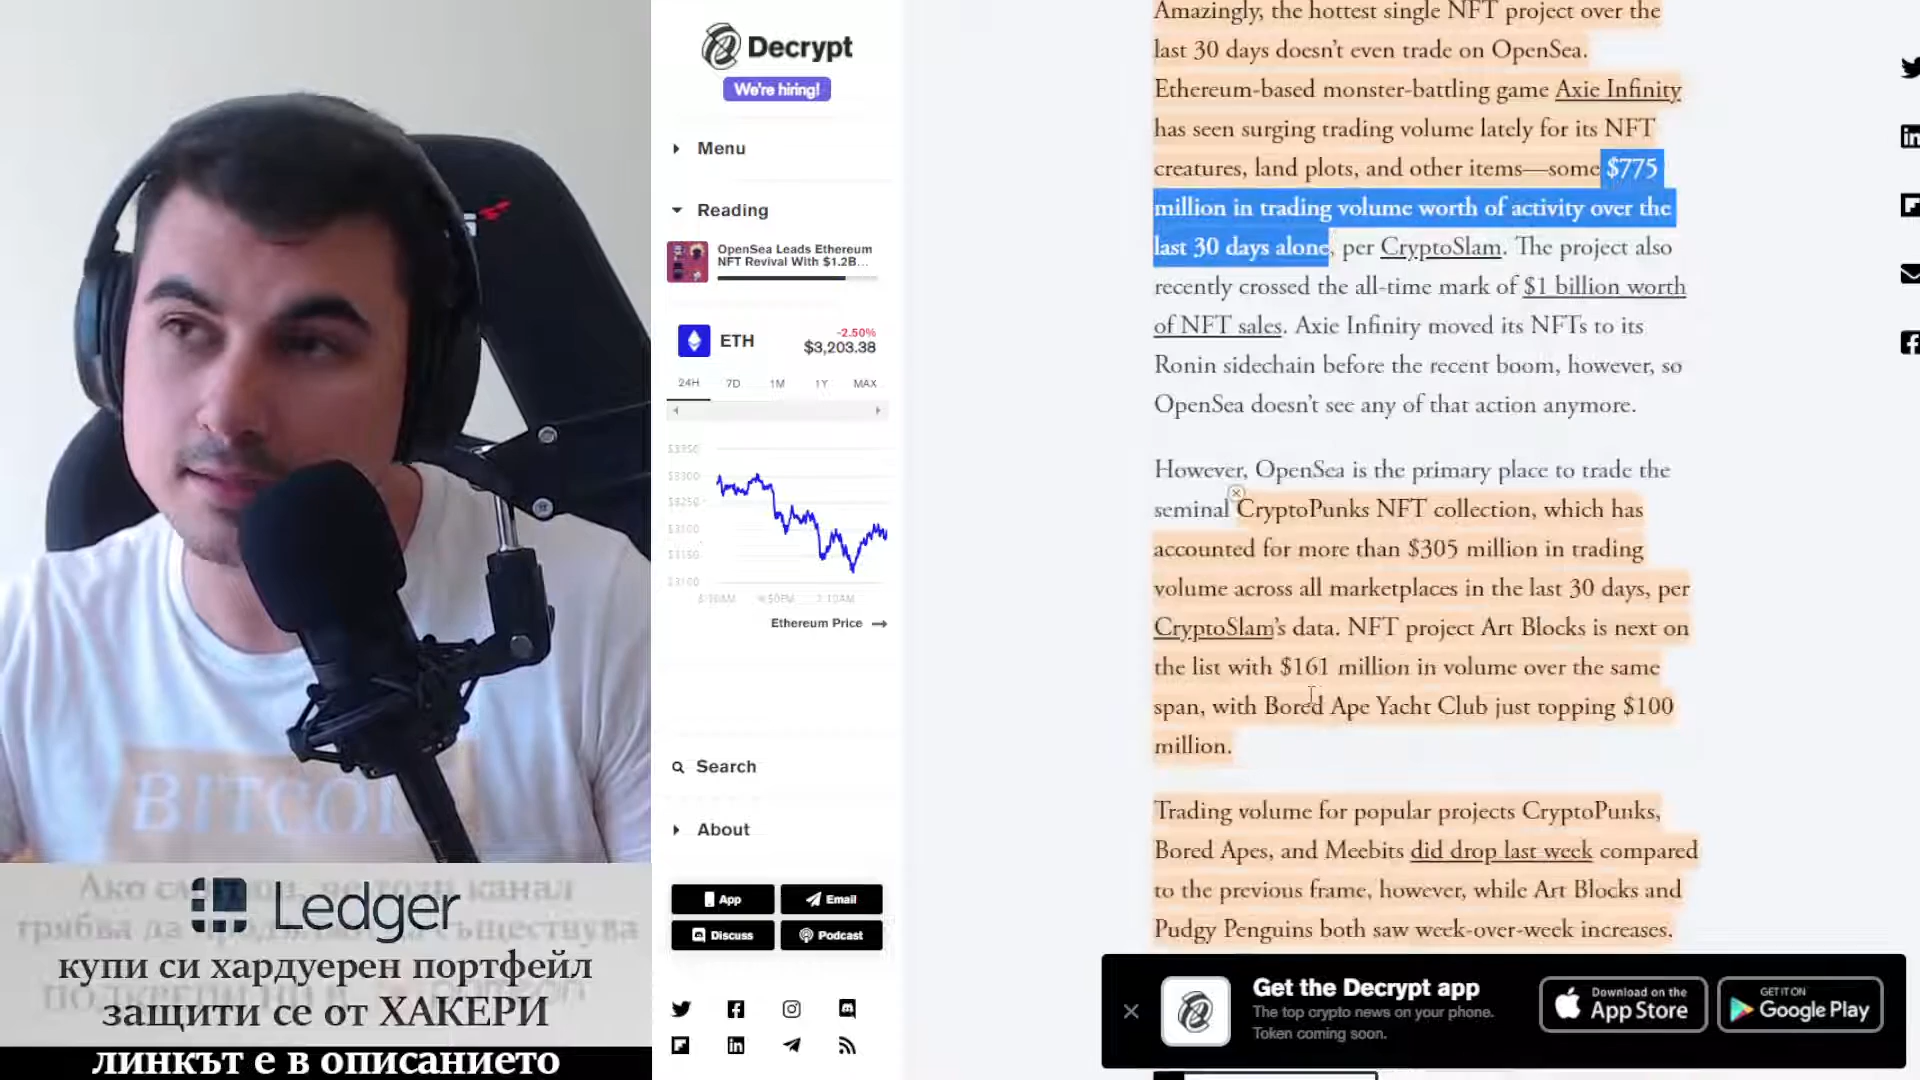 BITCO
Ledger
купи си хардуерен портфейл
защити се от ХАКЕРИ
линкът е в описанието
Decrypt
We're hiring!
Menu
Reading
OpenSea Leads Ethereum
NFT Revival With $1.2B...
ETH
-2.50%
$3,203.38
24H 7D 1M 1Y MAX
Ethereum Price
Search
About
App
Email
Discuss
Podcast
Amazingly, the hottest single NFT project over the
last 30 days doesn't even trade on OpenSea.
Ethereum-based monster-battling game Axie Infinity
has seen surging trading volume lately for its NFT
creatures, land plots, and other items—some $775
million in trading volume worth of activity over the
last 30 days alone, per CryptoSlam. The project also
recently crossed the all-time mark of $1 billion worth
of NFT sales. Axie Infinity moved its NFTs to its
Ronin sidechain before the recent boom, however, so
OpenSea doesn't see any of that action anymore.
However, OpenSea is the primary place to trade the
seminal CryptoPunks NFT collection, which has
accounted for more than $305 million in trading
volume across all marketplaces in the last 30 days, per
CryptoSlam's data. NFT project Art Blocks is next on
the list with $161 million in volume over the same
span, with Bored Ape Yacht Club just topping $100
million.
Trading volume for popular projects CryptoPunks,
Bored Apes, and Meebits did drop last week compared
to the previous frame, however, while Art Blocks and
Pudgy Penguins both saw week-over-week increases.
Get the Decrypt app
The top crypto news on your phone.
Token coming soon.
Download on the
App Store
GET IT ON
Google Play